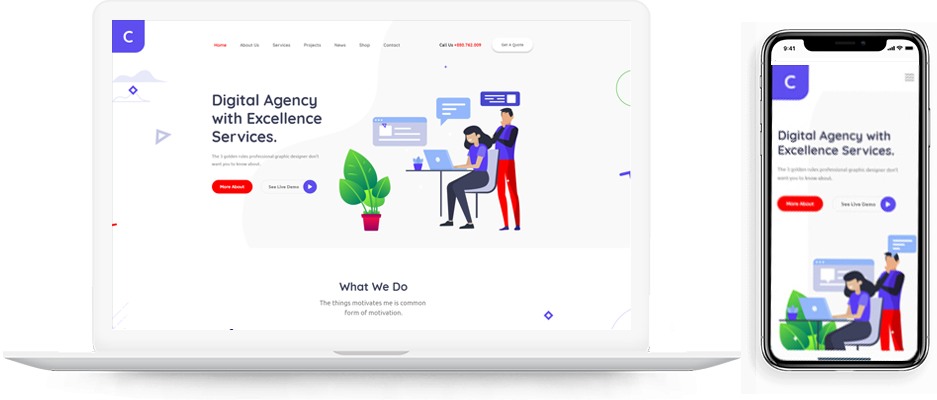 C
Home About Us Services Projects News Shop Contact Call Us +880.762.009 Get A Quote
Digital Agency
with Excellence
Services.
The 3 golden rules professional graphic designer don't
want you to know about.
More About See Live Demo
What We Do
The things motivates me is common
form of motivation.
9:41
C
Digital Agency with
Excellence Services.
The 3 golden rules professional graphic designer don't
want you to know about.
More About See Live Demo